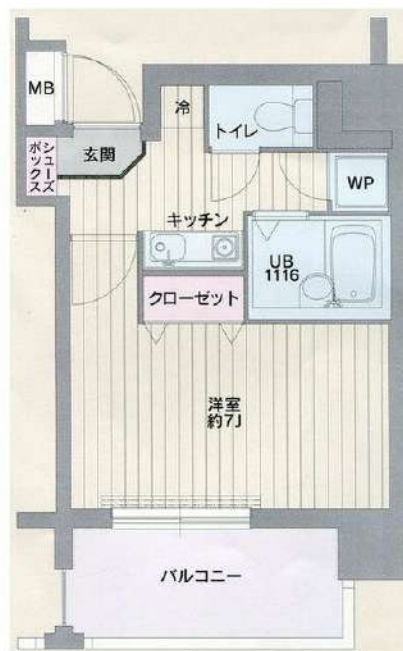 MB
冷
トイレ
玄関
シューズ
ボックス
WP
キッチン
UB
1116
クローゼット
洋室
約7J
バルコニー